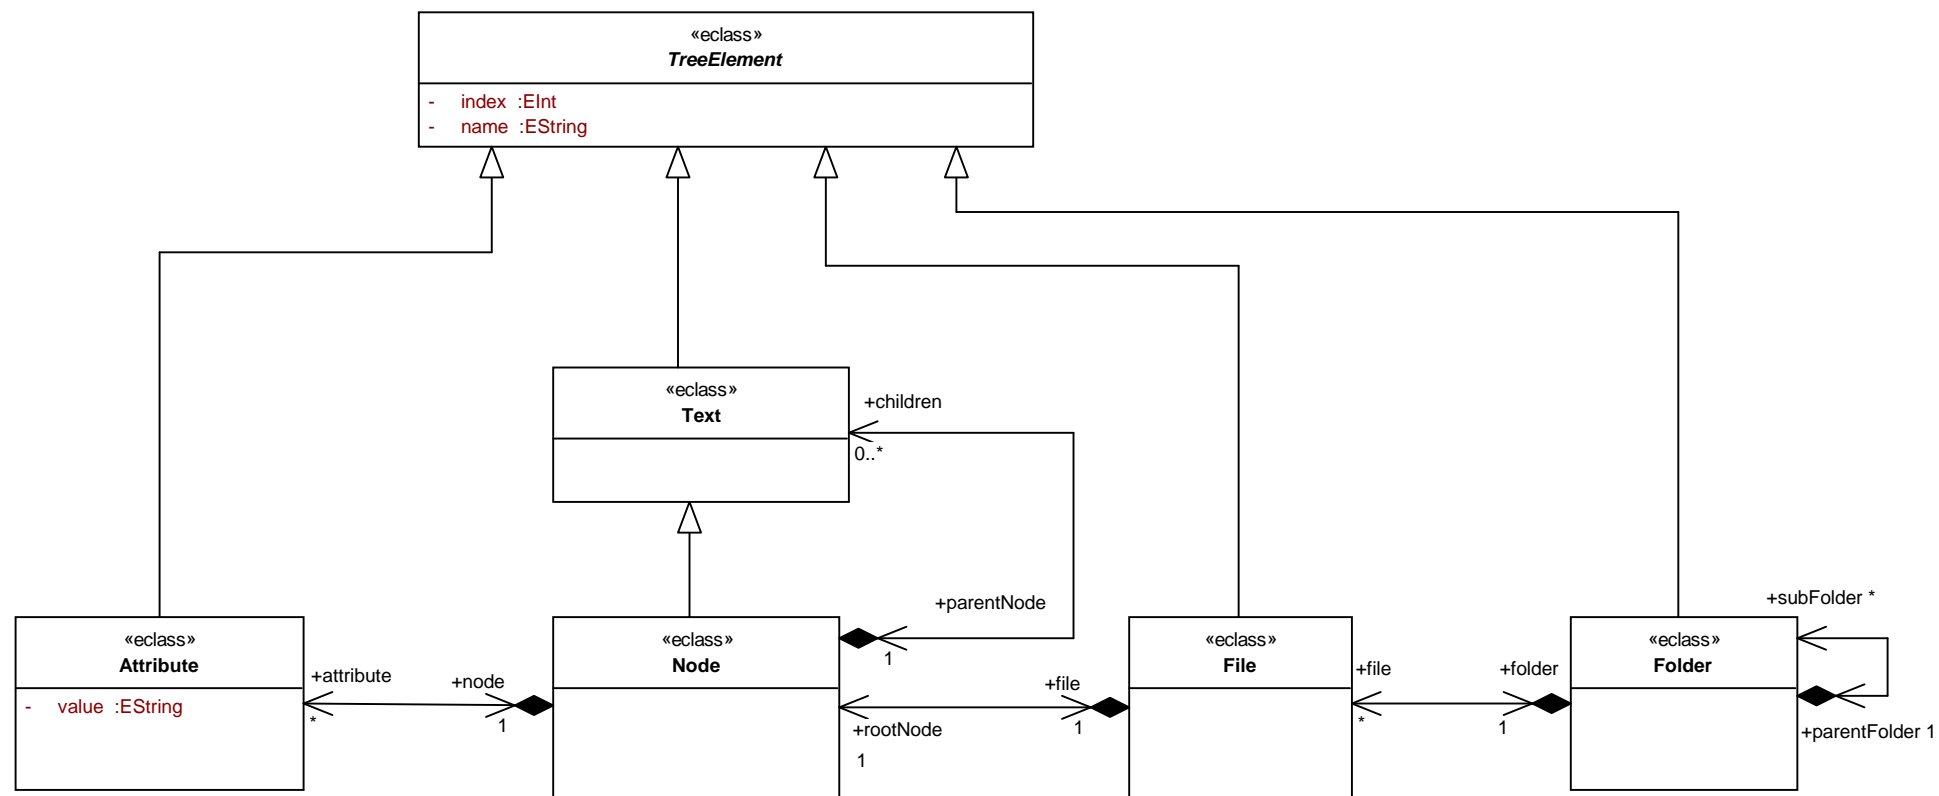 «eclass»
TreeElement
- index :EInt
- name :EString
«eclass»
Text
+children
0..*
+parentNode
1
+subFolder *
«eclass»
Attribute
- value :EString
+attribute
*
+node
1
«eclass»
Node
+rootNode
1
+file
1
«eclass»
File
+file
*
+folder
1
«eclass»
Folder
+parentFolder 1